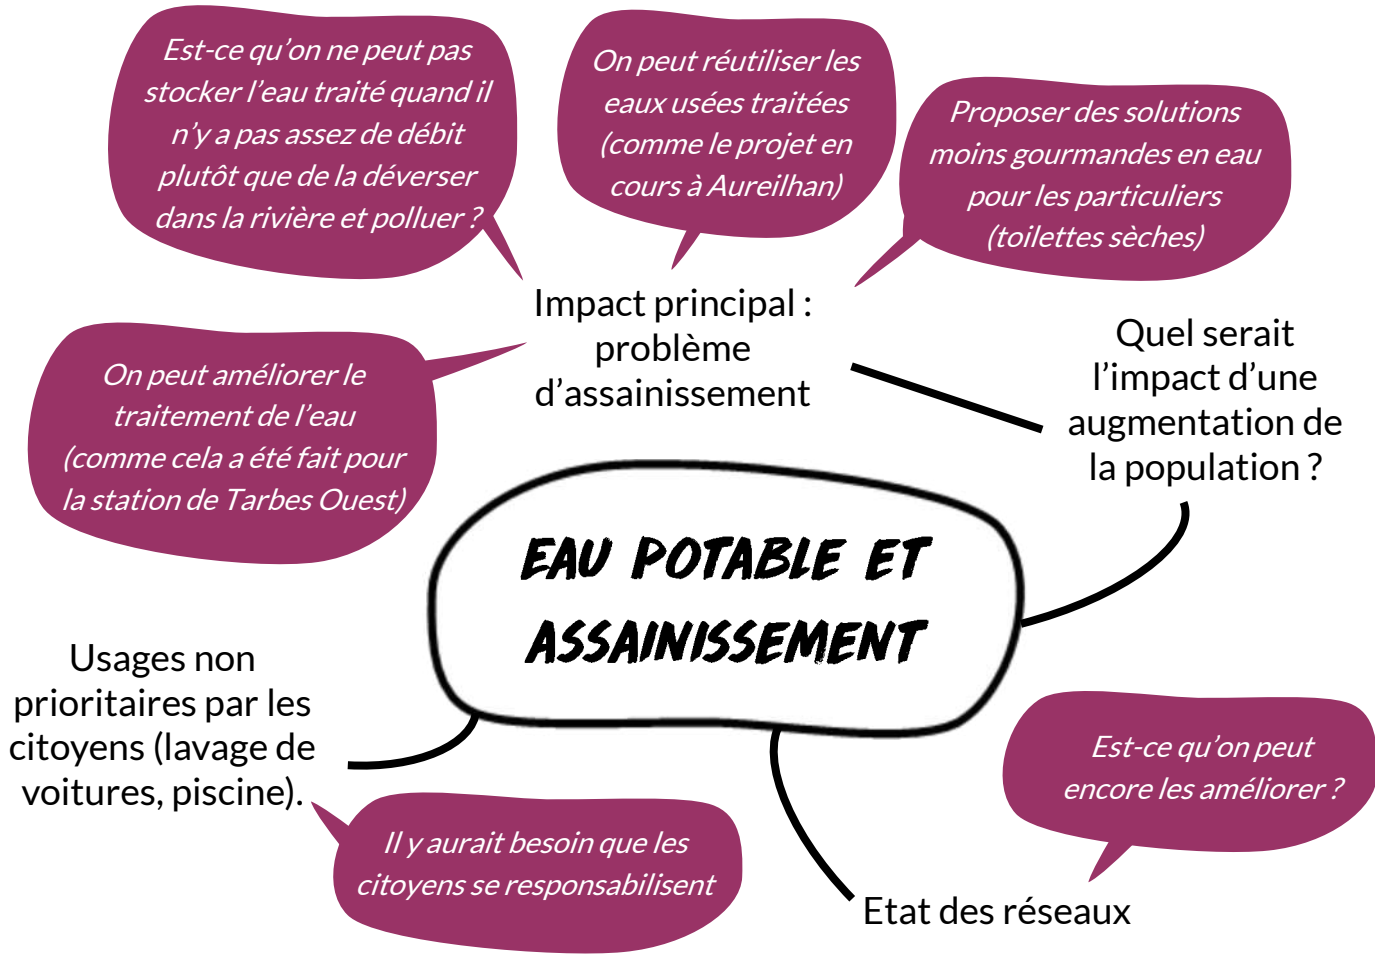 Est-ce qu'on ne peut pas
stocker l'eau traité quand il
n'y a pas assez de débit
plutôt que de la déverser
dans la rivière et polluer ?
On peut réutiliser les
eaux usées traitées
(comme le projet en
cours à Aureilhan)
Proposer des solutions
moins gourmandes en eau
pour les particuliers
(toilettes sèches)
Impact principal :
problème
d'assainissement
Quel serait
l'impact d'une
augmentation de
la population ?
On peut améliorer le
traitement de l'eau
(comme cela a été fait pour
la station de Tarbes Ouest)
EAU POTABLE ET
ASSAINISSEMENT
Usages non
prioritaires par les
citoyens (lavage de
voitures, piscine).
Il y aurait besoin que les
citoyens se responsabilisent
Est-ce qu'on peut
encore les améliorer ?
Etat des réseaux